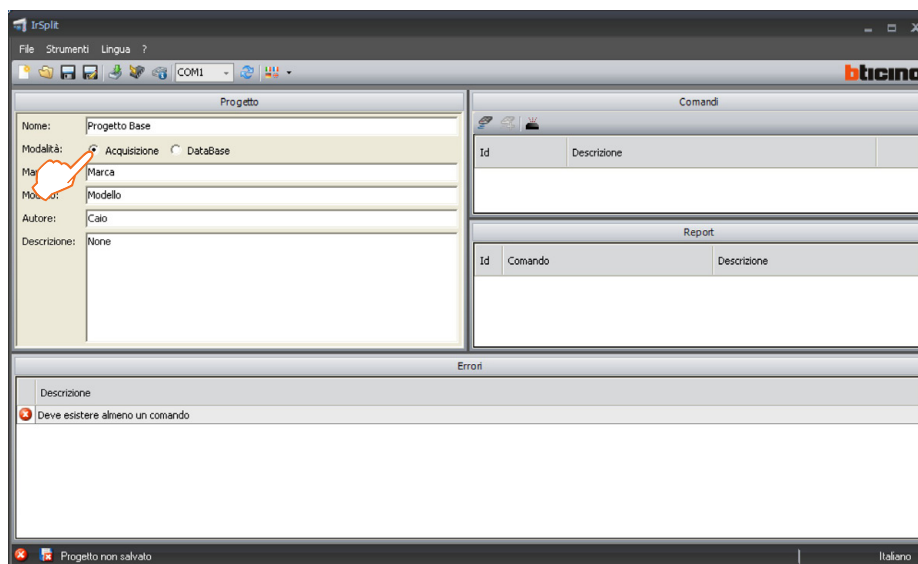 IrSplit
File Strumenti Lingua ?
COM1
bticino
Progetto
Nome: Progetto Base
Modalità: Acquisizione DataBase
Marca
Modello
Autore: Caio
Descrizione: None
Comandi
Id Descrizione
Report
Id Comando Descrizione
Errori
Descrizione
Deve esistere almeno un comando
Progetto non salvato
Italiano